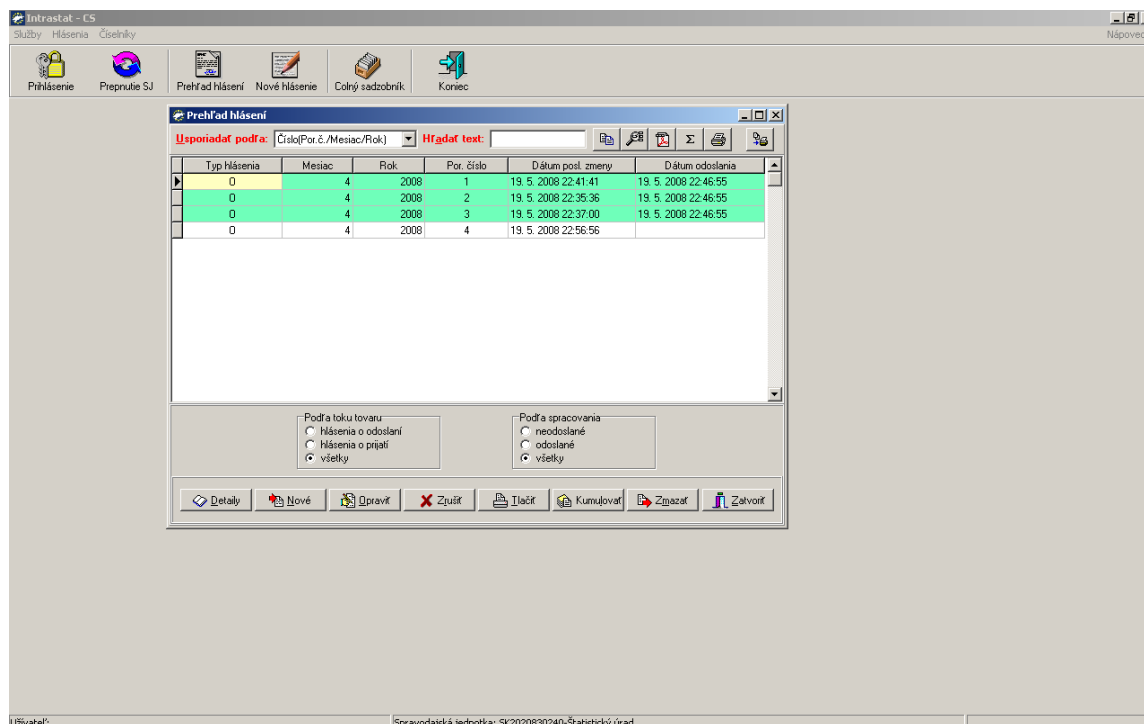 Intrastat - CS
Služby Hlásenia Číselníky Nápoved
Prihlásenie Prepnutie SJ Prehľad hlásení Nové hlásenie Colný sadzobník Koniec
Prehľad hlásení
Usporiadať podľa: Číslo(Por.č./Mesiac/Rok) Hľadať text:
Typ hlásenia Mesiac Rok Por. číslo Dátum posl. zmeny Dátum odoslania
O 4 2008 1 19. 5. 2008 22:41:41 19. 5. 2008 22:46:55
O 4 2008 2 19. 5. 2008 22:35:36 19. 5. 2008 22:46:55
O 4 2008 3 19. 5. 2008 22:37:00 19. 5. 2008 22:46:55
O 4 2008 4 19. 5. 2008 22:56:56
Podľa toku tovaru Podľa spracovania
hlásenia o odoslaní neodoslané
hlásenia o prijatí odoslané
všetky všetky
Detaily Nové Opraviť Zrušiť Tlačiť Kumulovať Zmazať Zatvoriť
Užívateľ: Spravodajská jednotka: SK2020830240-Štatistický úrad